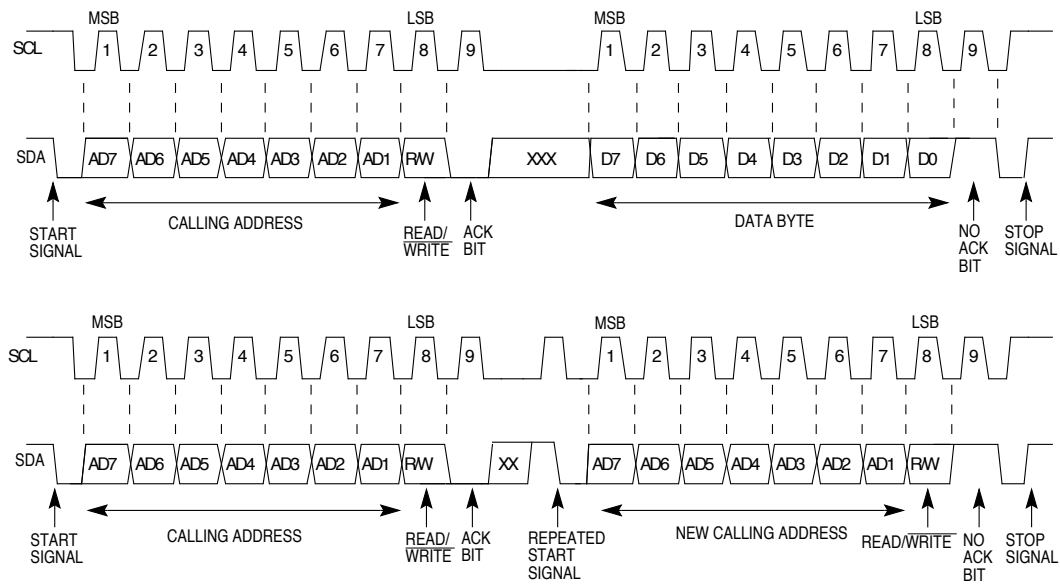 MSB LSB MSB LSB
SCL 1 2 3 4 5 6 7 8 9 1 2 3 4 5 6 7 8 9
SDA AD7 AD6 AD5 AD4 AD3 AD2 AD1 R/W XXX D7 D6 D5 D4 D3 D2 D1 D0
CALLING ADDRESS DATA BYTE
START READ/ ACK NO STOP
SIGNAL WRITE BIT ACK SIGNAL
BIT
MSB LSB MSB LSB
SCL 1 2 3 4 5 6 7 8 9 1 2 3 4 5 6 7 8 9
SDA AD7 AD6 AD5 AD4 AD3 AD2 AD1 R/W XX AD7 AD6 AD5 AD4 AD3 AD2 AD1 R/W
CALLING ADDRESS NEW CALLING ADDRESS
START READ/ ACK REPEATED READ/WRITE NO STOP
SIGNAL WRITE BIT START ACK SIGNAL
SIGNAL BIT